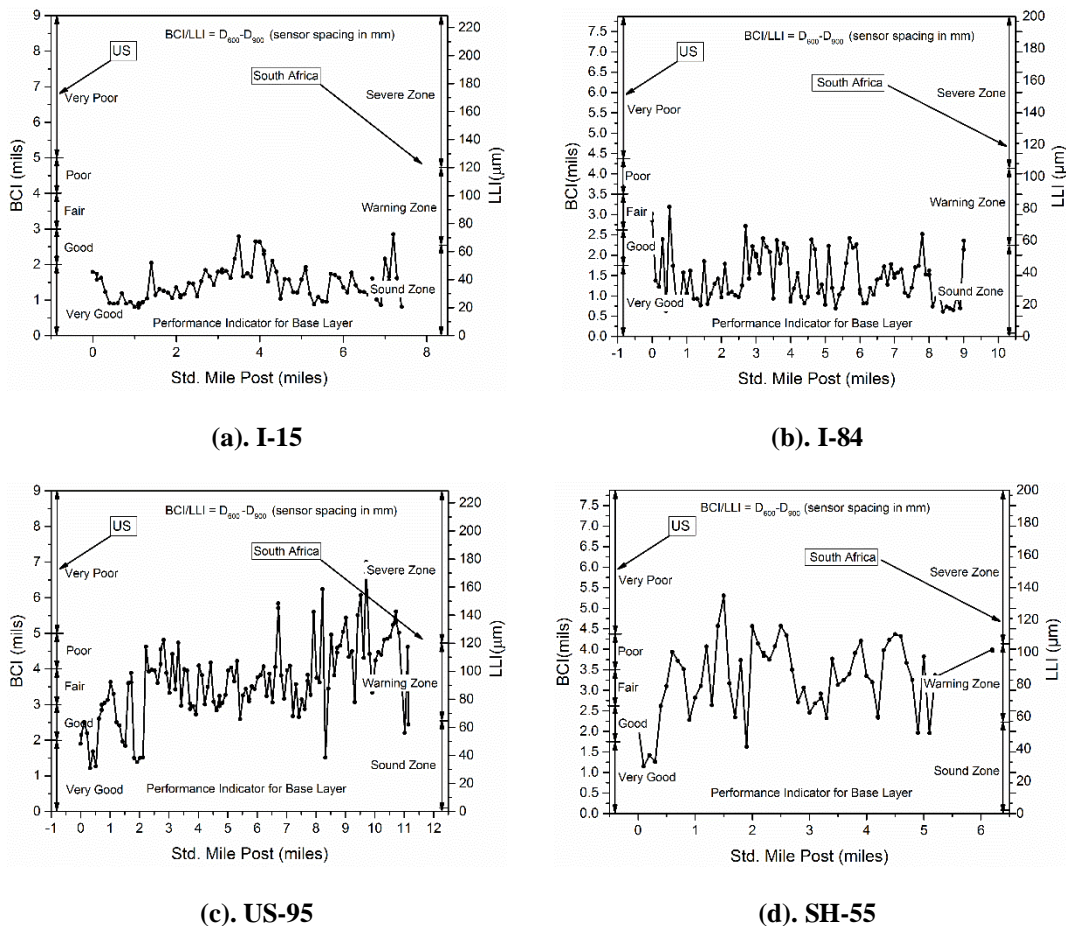 9
8
7
6
5
4
3
2
1
0
BCI (mils)
BCI/LLI = D600-D900 (sensor spacing in mm)
US
South Africa
Very Poor
Severe Zone
Poor
Fair
Warning Zone
Good
Very Good
Sound Zone
Performance Indicator for Base Layer
220
200
180
160
140
120
100
80
60
40
20
0
LLI(µm)
0 2 4 6 8
Std. Mile Post (miles)
(a). I-15
7.5
7.0
6.5
6.0
5.5
5.0
4.5
4.0
3.5
3.0
2.5
2.0
1.5
1.0
0.5
0.0
BCI(mils)
BCI/LLI = D600-D900 (sensor spacing in mm)
US
South Africa
Very Poor
Severe Zone
Poor
Fair
Warning Zone
Good
Very Good
Sound Zone
Performance Indicator for Base Layer
200
180
160
140
120
100
80
60
40
20
0
LLI (µm)
-1 0 1 2 3 4 5 6 7 8 9 10
Std. Mile Post (miles)
(b). I-84
9
8
7
6
5
4
3
2
1
0
BCI (mils)
BCI/LLI = D600-D900 (sensor spacing in mm)
US
South Africa
Very Poor
Severe Zone
Poor
Fair
Warning Zone
Good
Sound Zone
Very Good
Performance Indicator for Base Layer
220
200
180
160
140
120
100
80
60
40
20
0
LLI(µm)
-1 0 1 2 3 4 5 6 7 8 9 10 11 12
Std. Mile Post (miles)
(c). US-95
7.5
7.0
6.5
6.0
5.5
5.0
4.5
4.0
3.5
3.0
2.5
2.0
1.5
1.0
0.5
0.0
BCI(mils)
BCI/LLI = D600-D900 (sensor spacing in mm)
US
South Africa
Very Poor
Severe Zone
Poor
Fair
Warning Zone
Good
Very Good
Sound Zone
Performance Indicator for Base Layer
200
180
160
140
120
100
80
60
40
20
0
LLI (µm)
0 1 2 3 4 5 6
Std. Mile Post (miles)
(d). SH-55